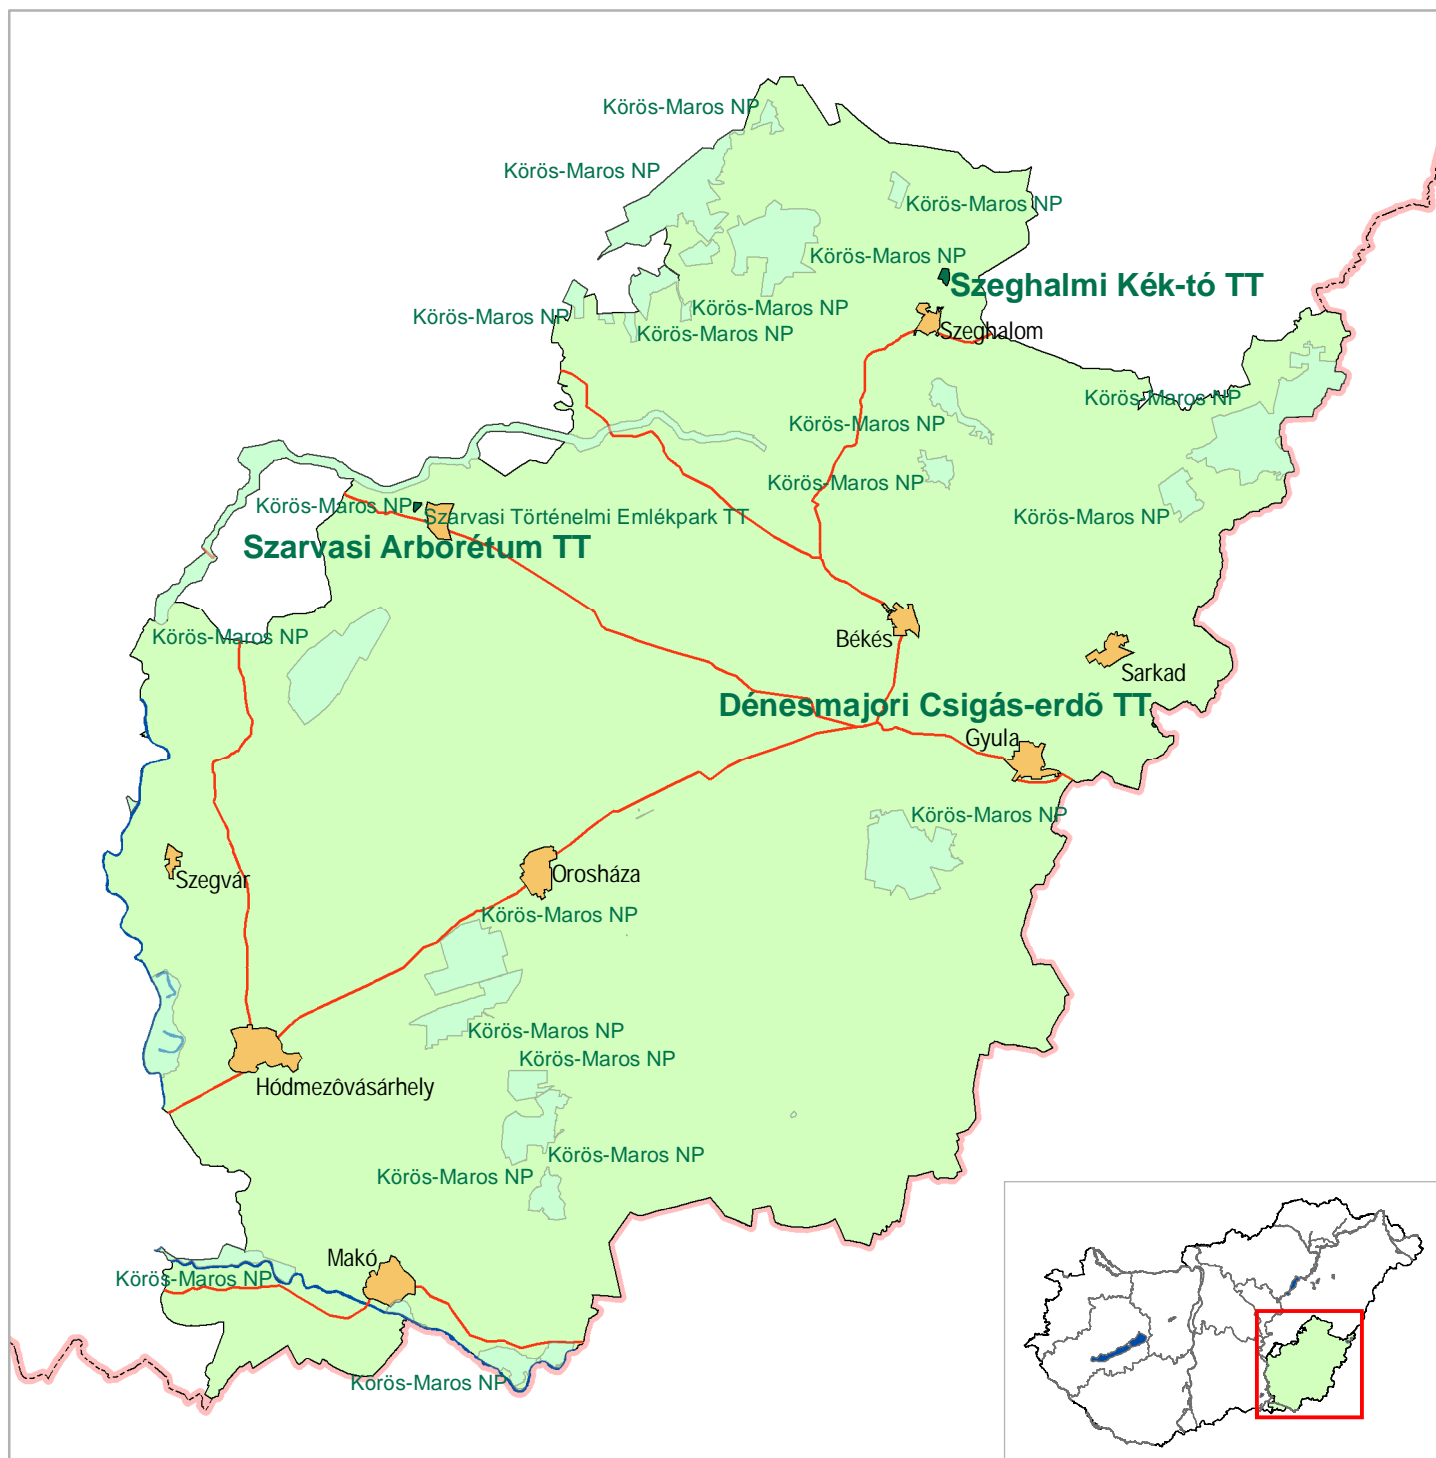 Körös-Maros NP
Körös-Maros NP
Körös-Maros NP
Körös-Maros NP
Szeghalmi Kék-tó TT
Körös-Maros NP
Körös-Maros NP
Szeghalom
Körös-Maros NP
Körös-Maros NP
Körös-Maros NP
Körös-Maros NP
Körös-Maros NP
Szarvasi Történelmi Emlékpark TT
Körös-Maros NP
Szarvasi Arborétum TT
Körös-Maros NP
Békés
Sarkad
Dénesmajori Csigás-erdõ TT
Gyula
Körös-Maros NP
Szegvár
Orosháza
Körös-Maros NP
Körös-Maros NP
Körös-Maros NP
Hódmezôvásárhely
Körös-Maros NP
Körös-Maros NP
Makó
Körös-Maros NP
Körös-Maros NP